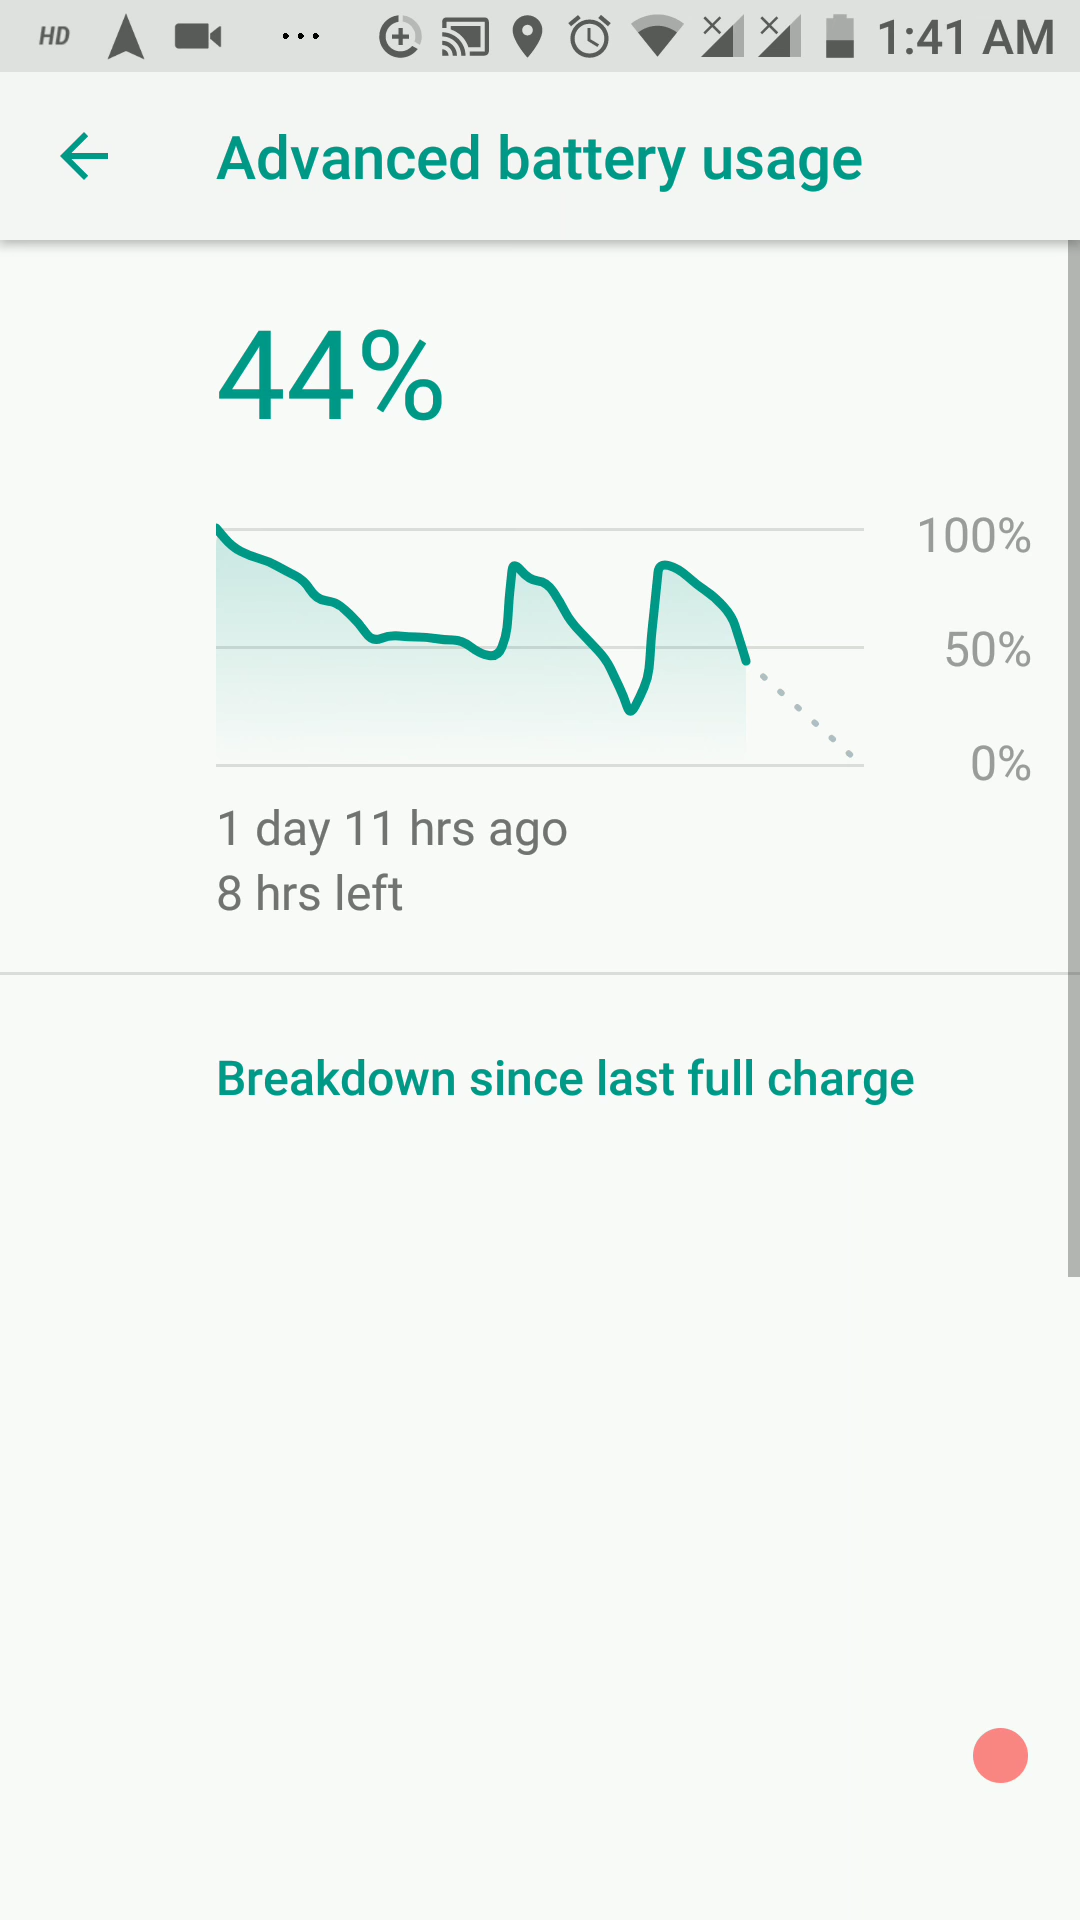 HD ... 1:41 AM
Advanced battery usage
44%
100%
50%
0%
1 day 11 hrs ago
8 hrs left
Breakdown since last full charge